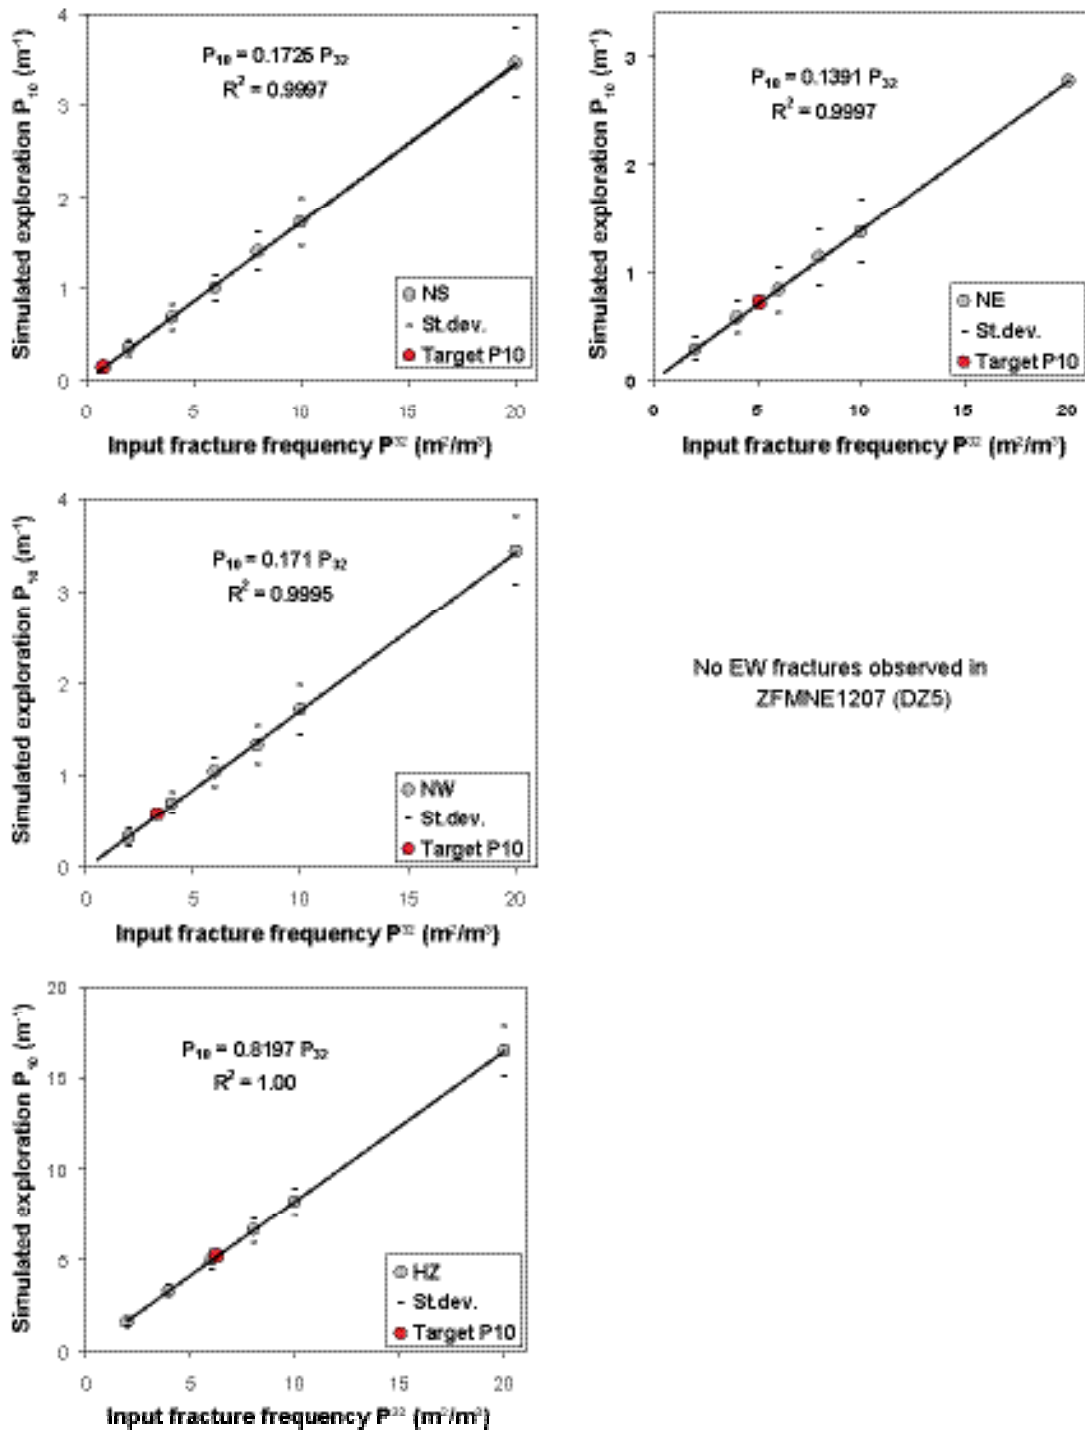 4
3
2
1
0
Simulated exploration P10 (m-1)
P10 = 0.1725 P32
R2 = 0.9997
NS
St.dev.
Target P10
0 5 10 15 20
Input fracture frequency P32 (m2/m3)
3
2
1
0
Simulated exploration P10 (m-1)
P10 = 0.1391 P32
R2 = 0.9997
NE
St.dev.
Target P10
0 5 10 15 20
Input fracture frequency P32 (m2/m3)
4
3
2
1
0
Simulated exploration P10 (m-1)
P10 = 0.171 P32
R2 = 0.9995
NW
St.dev.
Target P10
0 5 10 15 20
Input fracture frequency P32 (m2/m3)
No EW fractures observed in
ZFMNE1207 (DZ5)
20
15
10
5
0
Simulated exploration P10 (m-1)
P10 = 0.8197 P32
R2 = 1.00
HZ
St.dev.
Target P10
0 5 10 15 20
Input fracture frequency P32 (m2/m3)